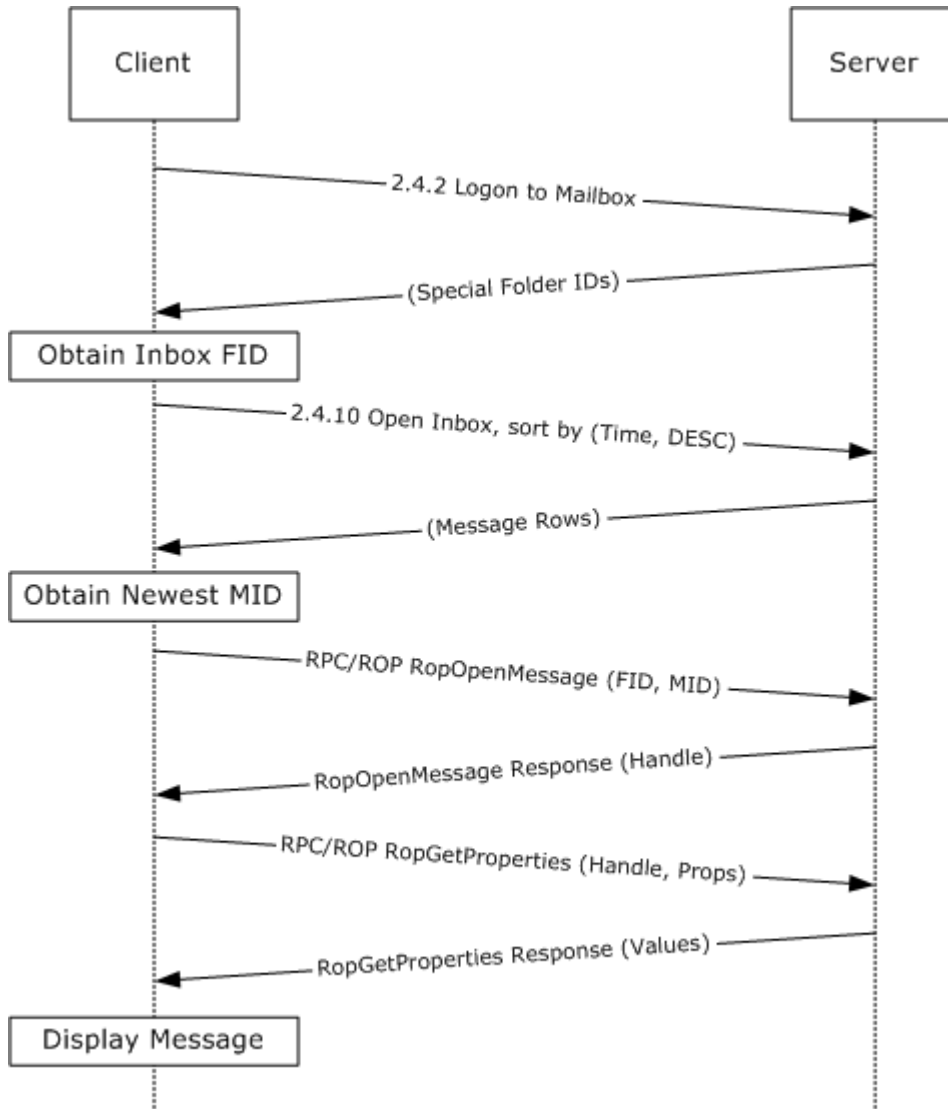 Client
Server
2.4.2 Logon to Mailbox
(Special Folder IDs)
Obtain Inbox FID
2.4.10 Open Inbox, sort by (Time, DESC)
(Message Rows)
Obtain Newest MID
RPC/ROP RopOpenMessage (FID, MID)
RopOpenMessage Response (Handle)
RPC/ROP RopGetProperties (Handle, Props)
RopGetProperties Response (Values)
Display Message